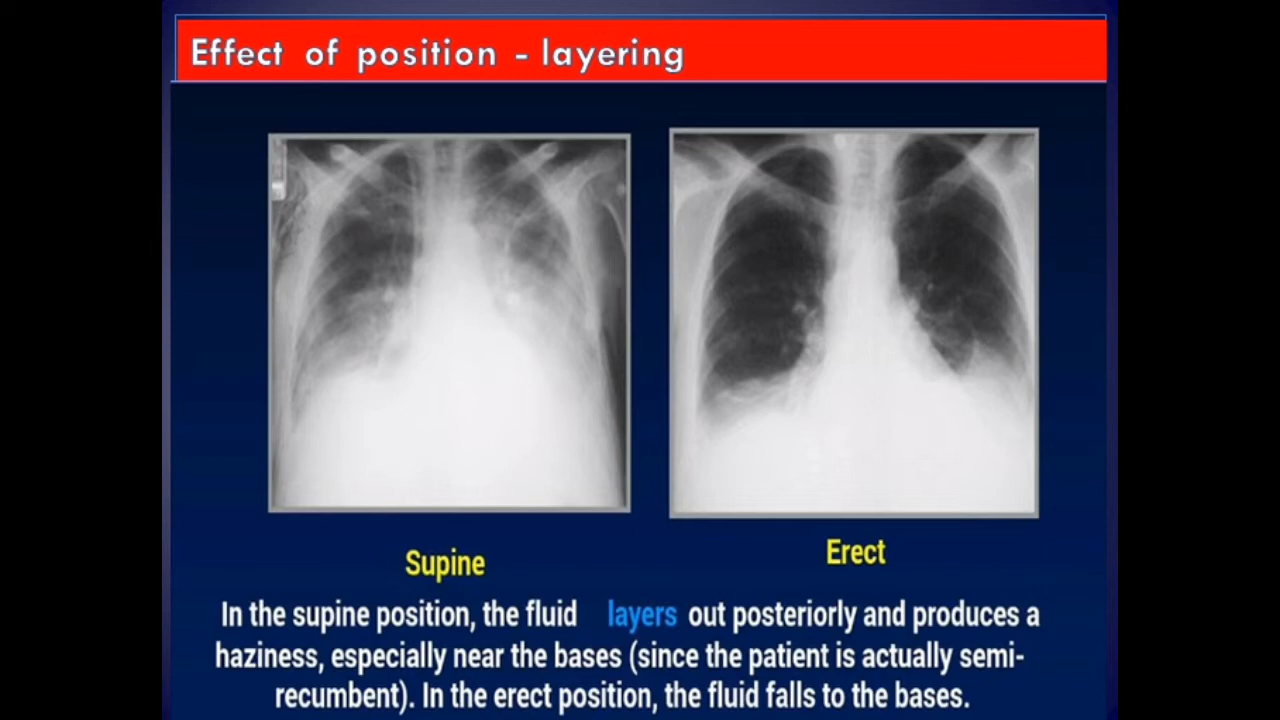 Effect of position - layering
Supine
Erect
In the supine position, the fluid layers out posteriorly and produces a
haziness, especially near the bases (since the patient is actually semi-
recumbent). In the erect position, the fluid falls to the bases.